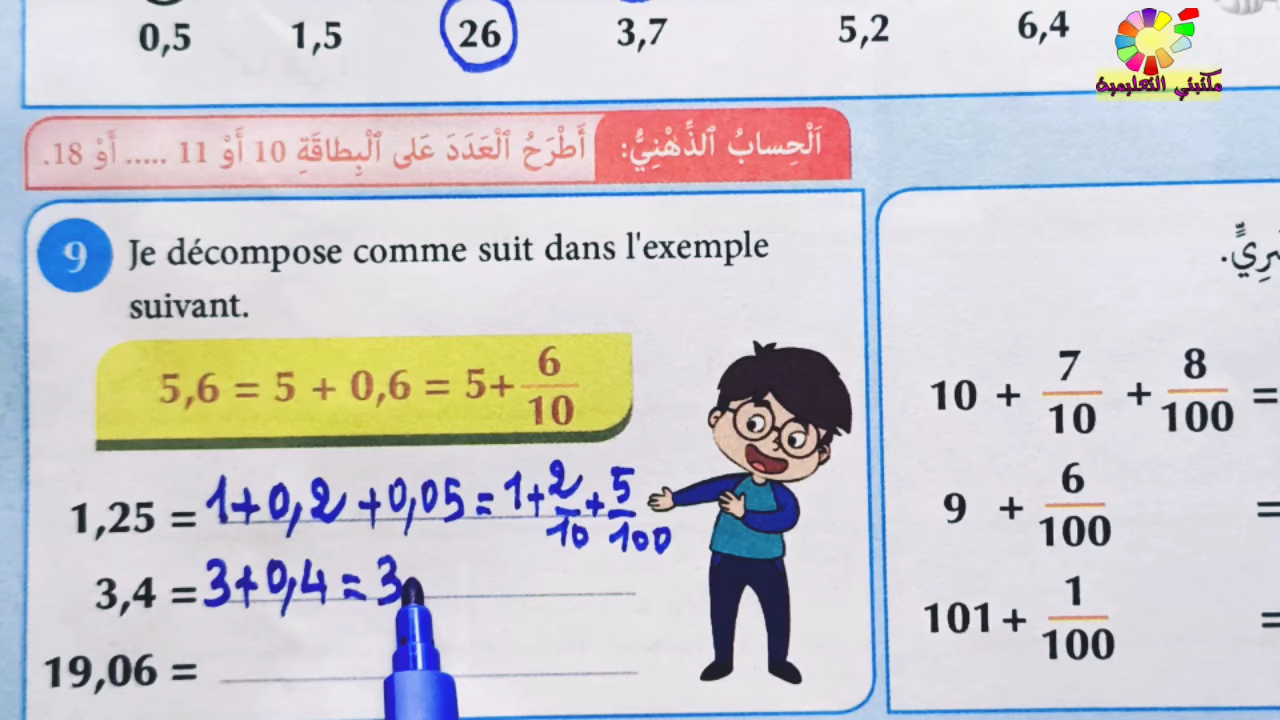 0,5 1,5 26 3,7 5,2 6,4
مكتبتي التعليمية
اَلْحِسابُ ٱلذِّهْنِيُّ: أَطْرَحُ ٱلْعَدَدَ عَلى ٱلْبِطاقَةِ 10 أَوْ 11 ..... أَوْ 18.
9 Je décompose comme suit dans l'exemple
suivant.
5,6 = 5 + 0,6 = 5+ 6/10
1,25 = 1+0,2+0,05 = 1+2/10+5/100
3,4 = 3+0,4 = 3
19,06 =
10 + 7/10 + 8/100 =
9 + 6/100 =
101+ 1/100 =